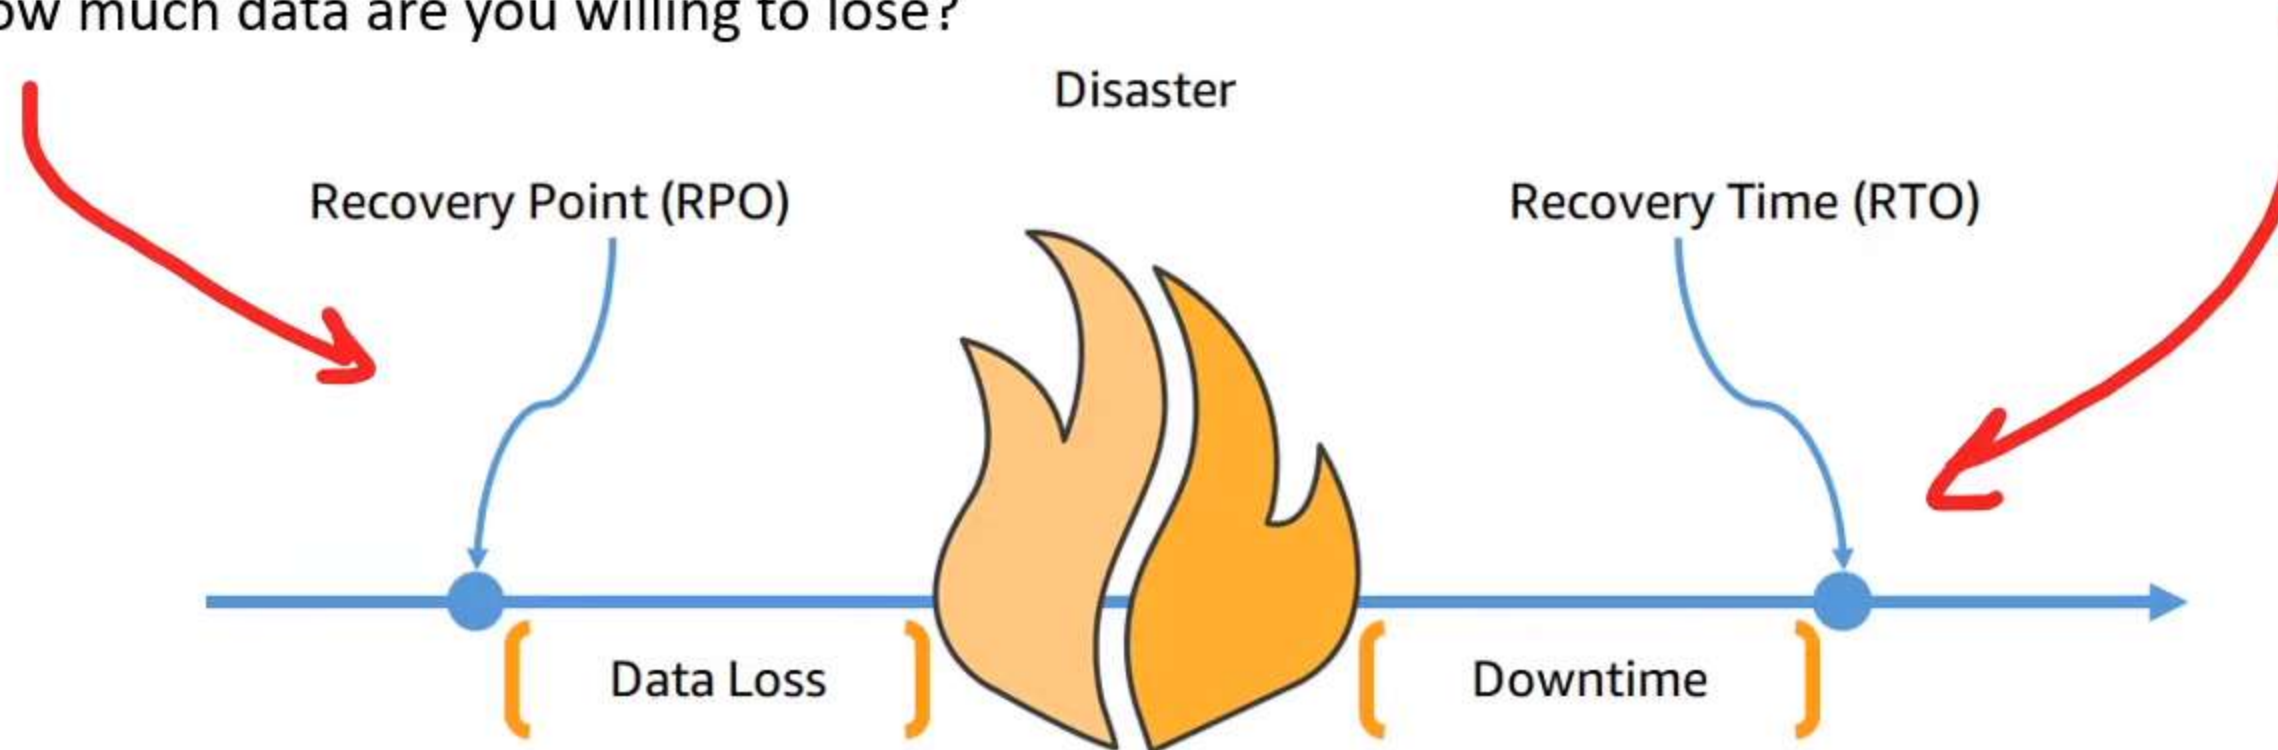 ow much data are you willing to lose?
Disaster
Recovery Point (RPO)
Recovery Time (RTO)
Data Loss
Downtime